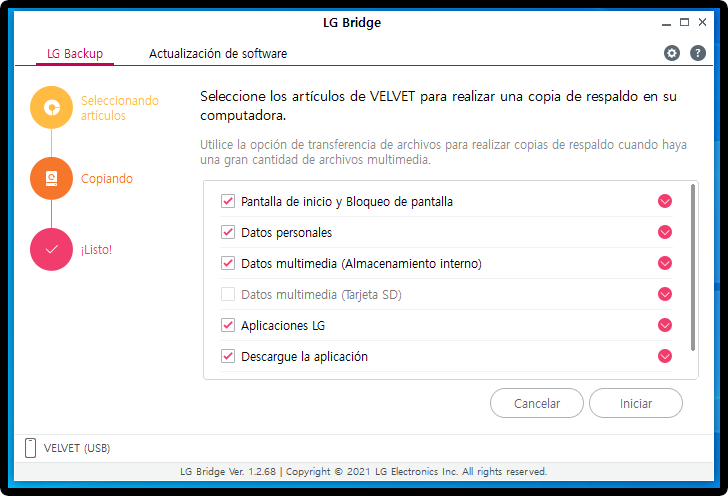 LG Bridge
LG Backup
Actualización de software
?
Seleccionando
artículos
Copiando
¡Listo!
Seleccione los artículos de VELVET para realizar una copia de respaldo en su
computadora.
Utilice la opción de transferencia de archivos para realizar copias de respaldo cuando haya
una gran cantidad de archivos multimedia.
Pantalla de inicio y Bloqueo de pantalla
Datos personales
Datos multimedia (Almacenamiento interno)
Datos multimedia (Tarjeta SD)
Aplicaciones LG
Descargue la aplicación
Cancelar
Iniciar
VELVET (USB)
LG Bridge Ver. 1.2.68 | Copyright © 2021 LG Electronics Inc. All rights reserved.